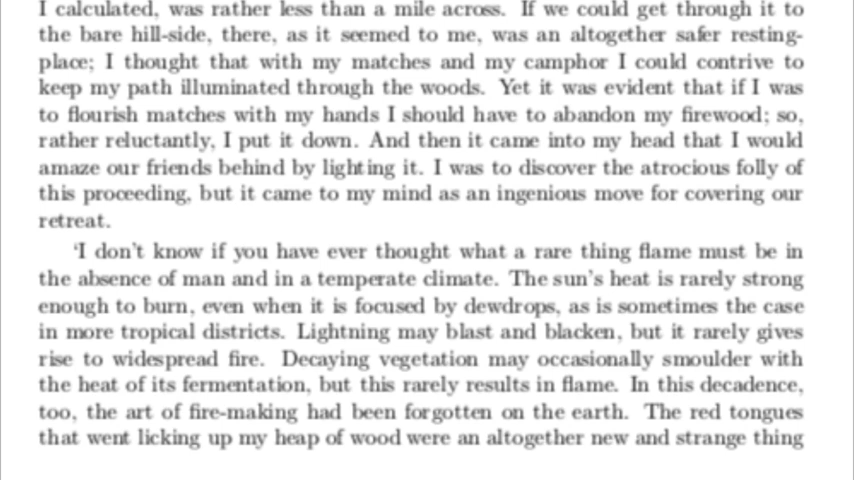 I calculated, was rather less than a mile across. If we could get through it to
the bare hill-side, there, as it seemed to me, was an altogether safer resting-
place; I thought that with my matches and my camphor I could contrive to
keep my path illuminated through the woods. Yet it was evident that if I was
to flourish matches with my hands I should have to abandon my firewood; so,
rather reluctantly, I put it down. And then it came into my head that I would
amaze our friends behind by lighting it. I was to discover the atrocious folly of
this proceeding, but it came to my mind as an ingenious move for covering our
retreat.
‘I don’t know if you have ever thought what a rare thing flame must be in
the absence of man and in a temperate climate. The sun’s heat is rarely strong
enough to burn, even when it is focused by dewdrops, as is sometimes the case
in more tropical districts. Lightning may blast and blacken, but it rarely gives
rise to widespread fire. Decaying vegetation may occasionally smoulder with
the heat of its fermentation, but this rarely results in flame. In this decadence,
too, the art of fire-making had been forgotten on the earth. The red tongues
that went licking up my heap of wood were an altogether new and strange thing